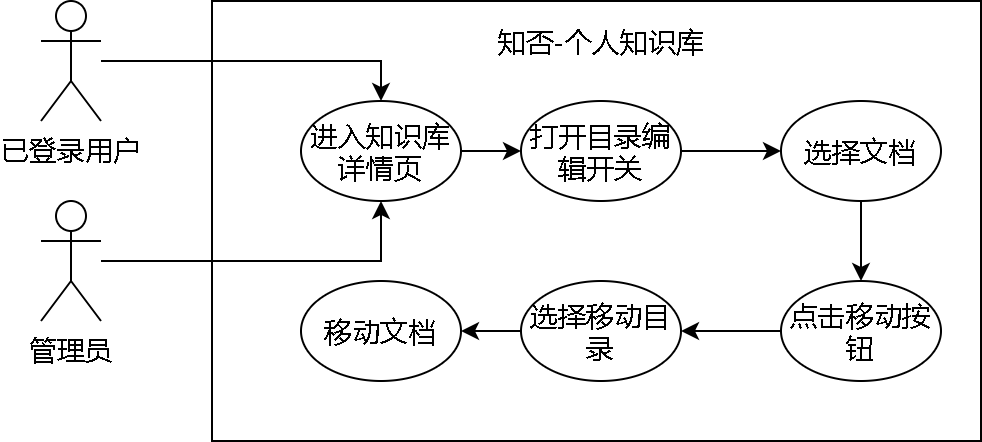 知否-个人知识库
已登录用户
进入知识库
详情页
打开目录编
辑开关
选择文档
管理员
移动文档
选择移动目
录
点击移动按
钮